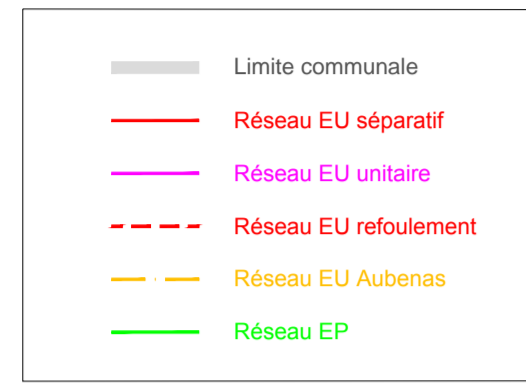 Limite communale
Réseau EU séparatif
Réseau EU unitaire
Réseau EU refoulement
Réseau EU Aubenas
Réseau EP